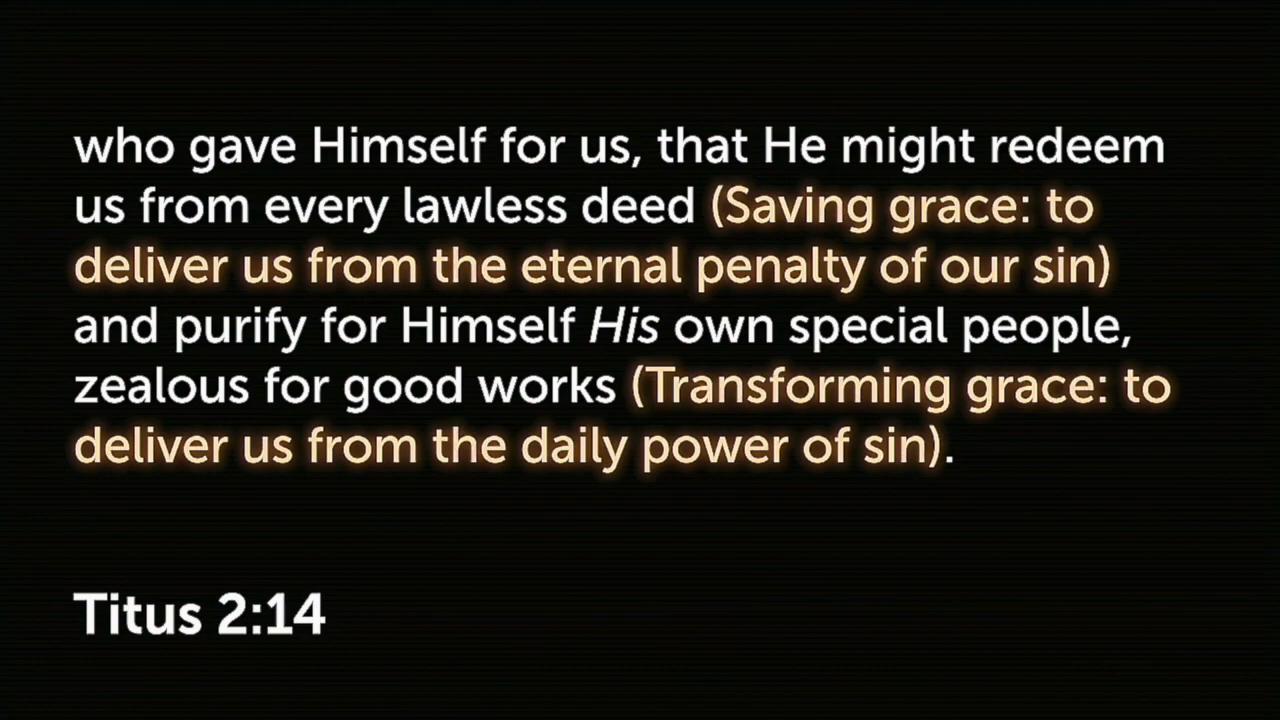 who gave Himself for us, that He might redeem
us from every lawless deed (Saving grace: to
deliver us from the eternal penalty of our sin)
and purify for Himself His own special people,
zealous for good works (Transforming grace: to
deliver us from the daily power of sin).
Titus 2:14